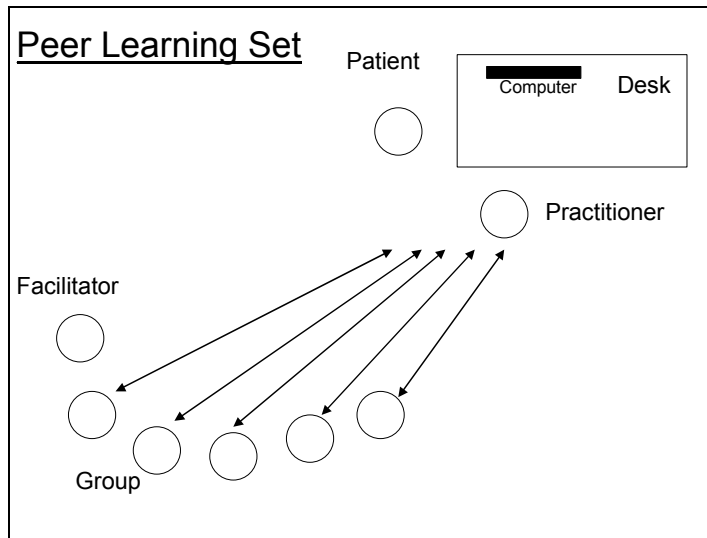 Peer Learning Set
Patient
Computer
Desk
Practitioner
Facilitator
Group